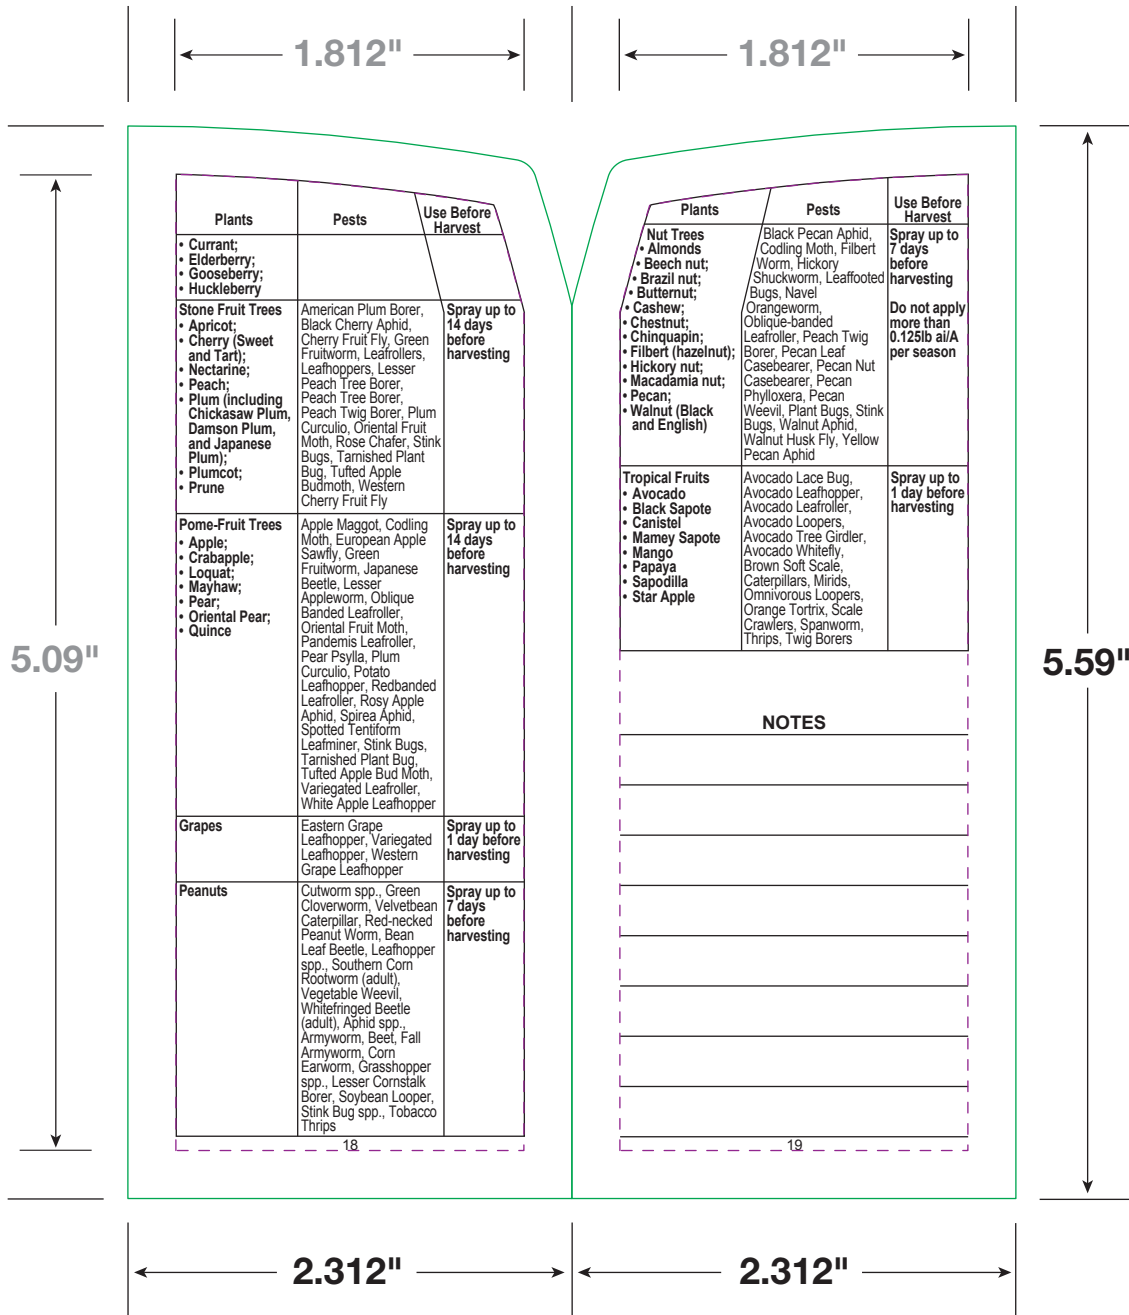 1.812"
1.812"
5.09"
5.59"
Plants
Pests
Use Before
Harvest
• Currant;
• Elderberry;
• Gooseberry;
• Huckleberry
Stone Fruit Trees
• Apricot;
• Cherry (Sweet
and Tart);
• Nectarine;
• Peach;
• Plum (including
Chickasaw Plum,
Damson Plum,
and Japanese
Plum);
• Plumcot;
• Prune
American Plum Borer,
Black Cherry Aphid,
Cherry Fruit Fly, Green
Fruitworm, Leafrollers,
Leafhoppers, Lesser
Peach Tree Borer,
Peach Tree Borer,
Peach Twig Borer, Plum
Curculio, Oriental Fruit
Moth, Rose Chafer, Stink
Bugs, Tarnished Plant
Bug, Tufted Apple
Budmoth, Western
Cherry Fruit Fly
Spray up to
14 days
before
harvesting
Pome-Fruit Trees
• Apple;
• Crabapple;
• Loquat;
• Mayhaw;
• Pear;
• Oriental Pear;
• Quince
Apple Maggot, Codling
Moth, European Apple
Sawfly, Green
Fruitworm, Japanese
Beetle, Lesser
Appleworm, Oblique
Banded Leafroller,
Oriental Fruit Moth,
Pandemis Leafroller,
Pear Psylla, Plum
Curculio, Potato
Leafhopper, Redbanded
Leafroller, Rosy Apple
Aphid, Spirea Aphid,
Spotted Tentiform
Leafminer, Stink Bugs,
Tarnished Plant Bug,
Tufted Apple Bud Moth,
Variegated Leafroller,
White Apple Leafhopper
Spray up to
14 days
before
harvesting
Grapes
Eastern Grape
Leafhopper, Variegated
Leafhopper, Western
Grape Leafhopper
Spray up to
1 day before
harvesting
Peanuts
Cutworm spp., Green
Cloverworm, Velvetbean
Caterpillar, Red-necked
Peanut Worm, Bean
Leaf Beetle, Leafhopper
spp., Southern Corn
Rootworm (adult),
Vegetable Weevil,
Whitefringed Beetle
(adult), Aphid spp.,
Armyworm, Beet, Fall
Armyworm, Corn
Earworm, Grasshopper
spp., Lesser Cornstalk
Borer, Soybean Looper,
Stink Bug spp., Tobacco
Thrips
Spray up to
7 days
before
harvesting
18
Plants
Pests
Use Before
Harvest
Nut Trees
• Almonds
• Beech nut;
• Brazil nut;
• Butternut;
• Cashew;
• Chestnut;
• Chinquapin;
• Filbert (hazelnut);
• Hickory nut;
• Macadamia nut;
• Pecan;
• Walnut (Black
and English)
Black Pecan Aphid,
Codling Moth, Filbert
Worm, Hickory
Shuckworm, Leaffooted
Bugs, Navel
Orangeworm,
Oblique-banded
Leafroller, Peach Twig
Borer, Pecan Leaf
Casebearer, Pecan Nut
Casebearer, Pecan
Phylloxera, Pecan
Weevil, Plant Bugs, Stink
Bugs, Walnut Aphid,
Walnut Husk Fly, Yellow
Pecan Aphid
Spray up to
7 days
before
harvesting
Do not apply
more than
0.125lb ai/A
per season
Tropical Fruits
• Avocado
• Black Sapote
• Canistel
• Mamey Sapote
• Mango
• Papaya
• Sapodilla
• Star Apple
Avocado Lace Bug,
Avocado Leafhopper,
Avocado Leafroller,
Avocado Loopers,
Avocado Tree Girdler,
Avocado Whitefly,
Brown Soft Scale,
Caterpillars, Mirids,
Omnivorous Loopers,
Orange Tortrix, Scale
Crawlers, Spanworm,
Thrips, Twig Borers
Spray up to
1 day before
harvesting
NOTES
19
2.312"
2.312"